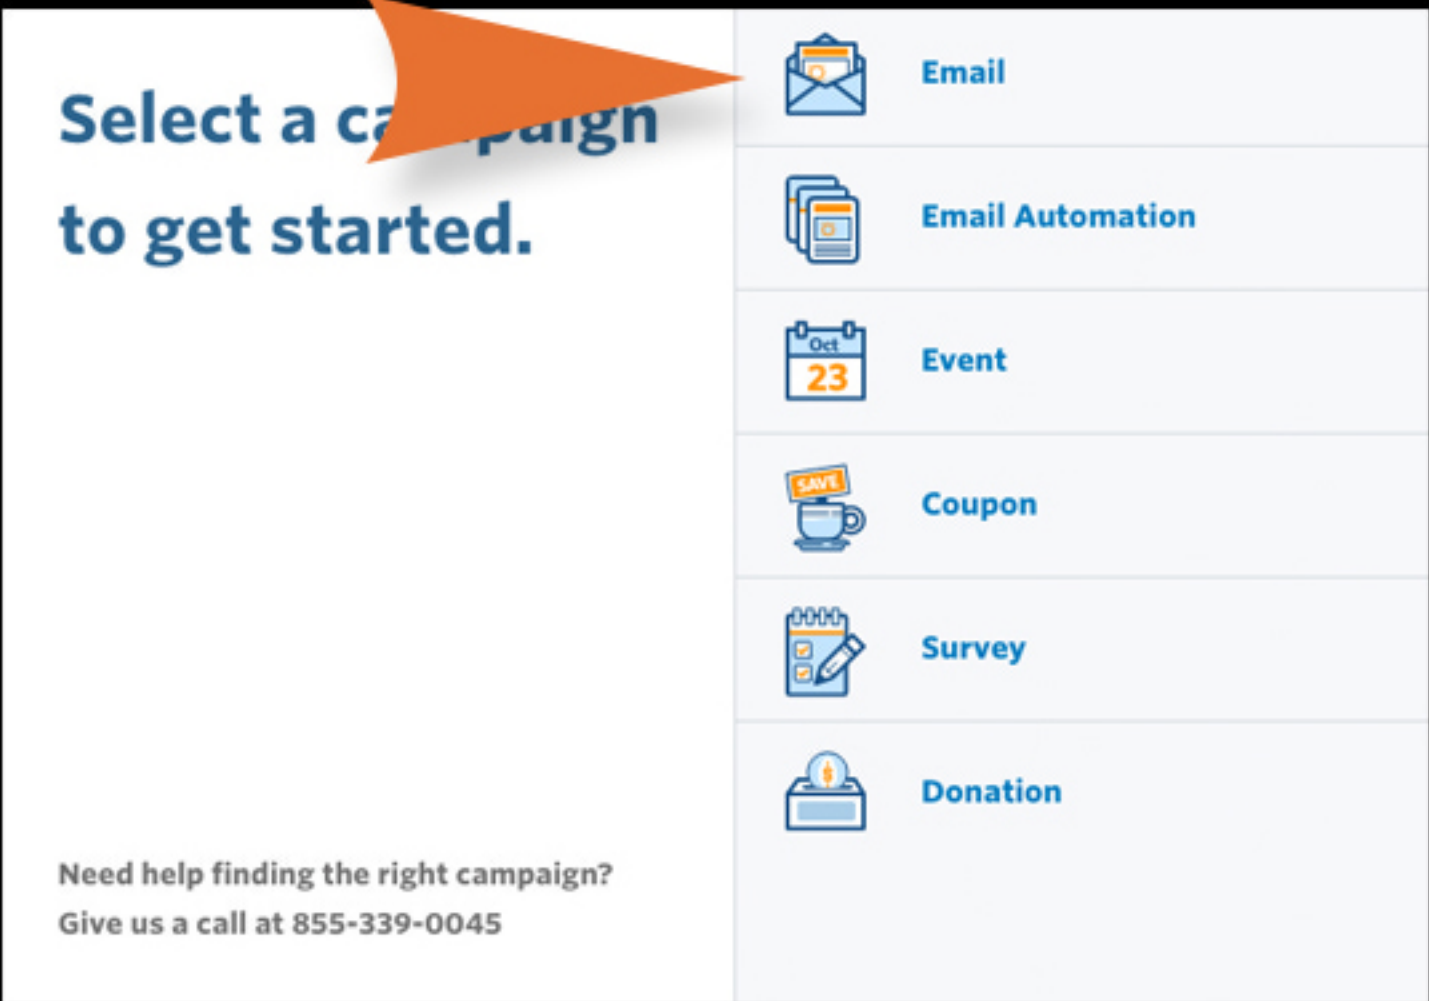 Select a ca paign
to get started.
Need help finding the right campaign?
Give us a call at 855-339-0045
Email
Email Automation
Oct
23
Event
SAVE
Coupon
Survey
$
Donation